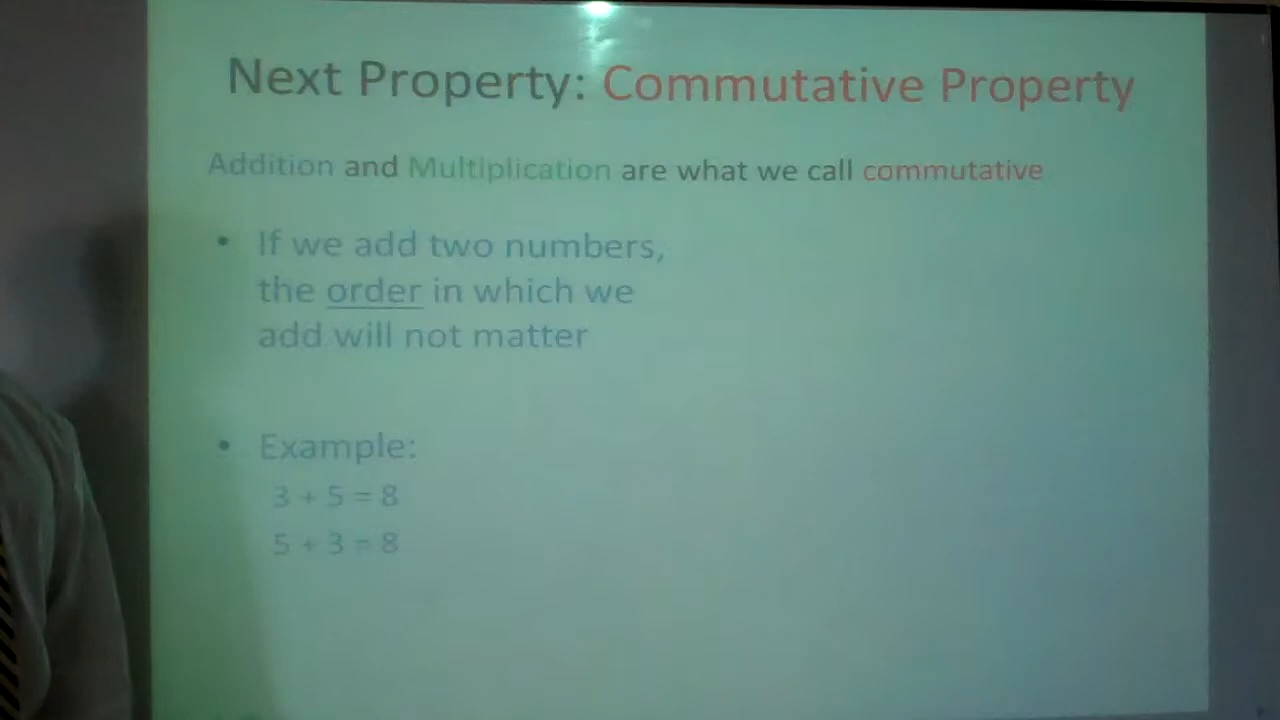 Next Property: Commutative Property
Addition and Multiplication are what we call commutative
• If we add two numbers,
the order in which we
add will not matter
• Example:
3 + 5 = 8
5 + 3 = 8